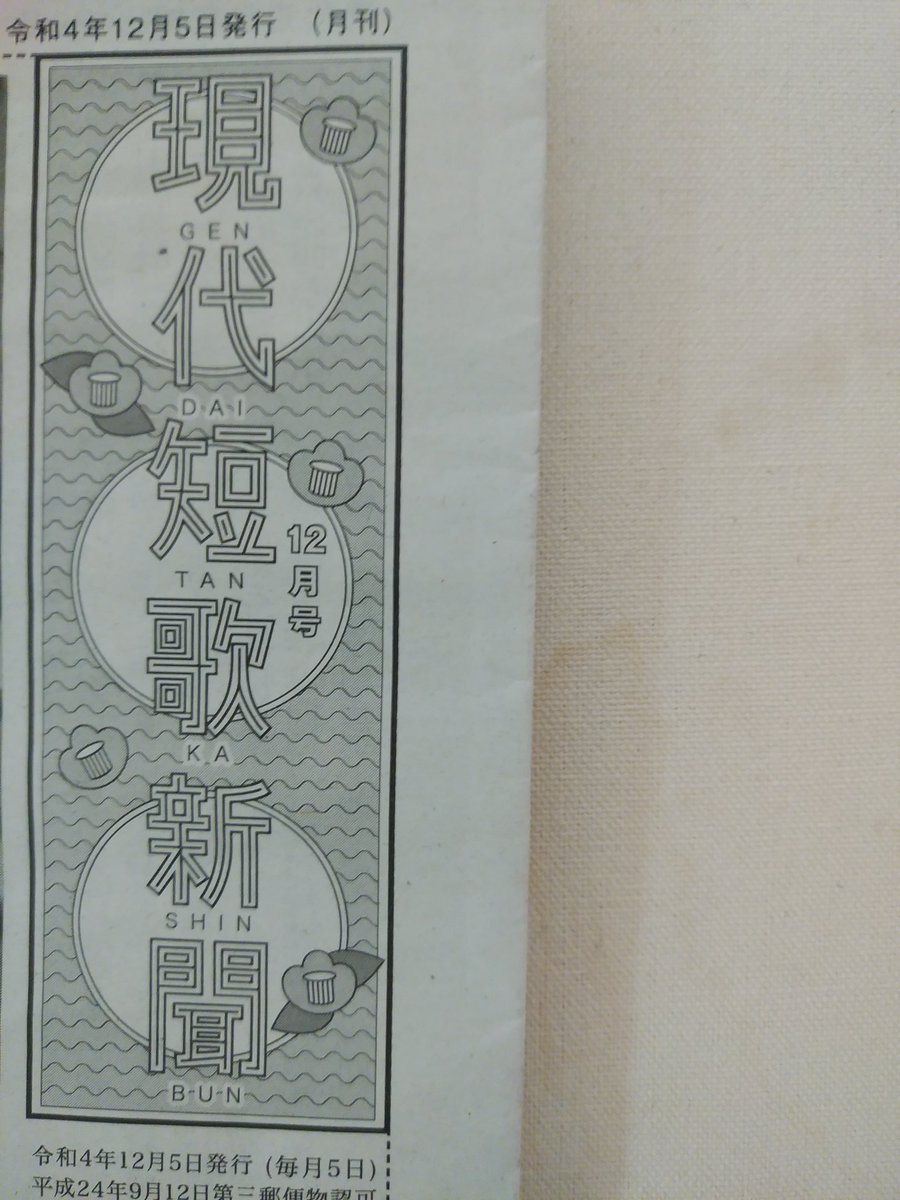 令和4年12月5日発行 （月刊）
現代短歌新聞
GEN
DAI
TAN
KA
SHIN
BUN
12月号
令和4年12月5日発行（毎月5日）
平成24年9月12日第三郵便物認可